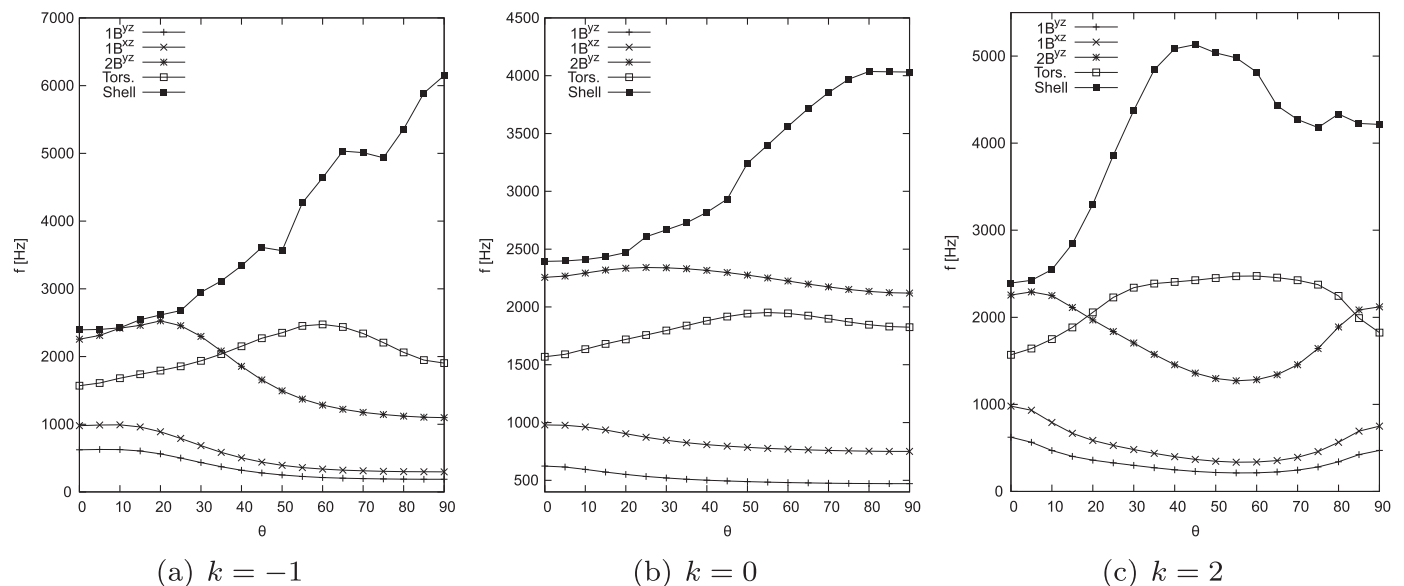 7000
6000
5000
4000
3000
2000
1000
0
f [Hz]
1B^yz
1B^xz
2B^yz
Tors.
Shell
0 10 20 30 40 50 60 70 80 90
θ
(a) k = −1
4500
4000
3500
3000
2500
2000
1500
1000
500
f [Hz]
1B^yz
1B^xz
2B^yz
Tors.
Shell
0 10 20 30 40 50 60 70 80 90
θ
(b) k = 0
5000
4000
3000
2000
1000
0
f [Hz]
1B^yz
1B^xz
2B^yz
Tors.
Shell
0 10 20 30 40 50 60 70 80 90
θ
(c) k = 2